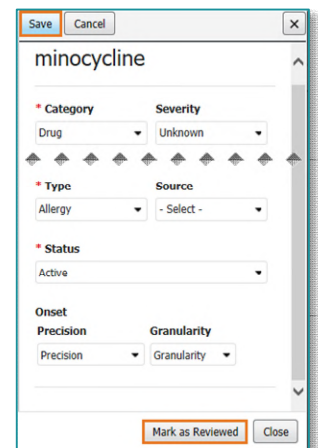 Save Cancel
minocycline
* Category Severity
Drug Unknown
* Type Source
Allergy - Select -
* Status
Active
Onset
Precision Granularity
Precision Granularity
Mark as Reviewed Close